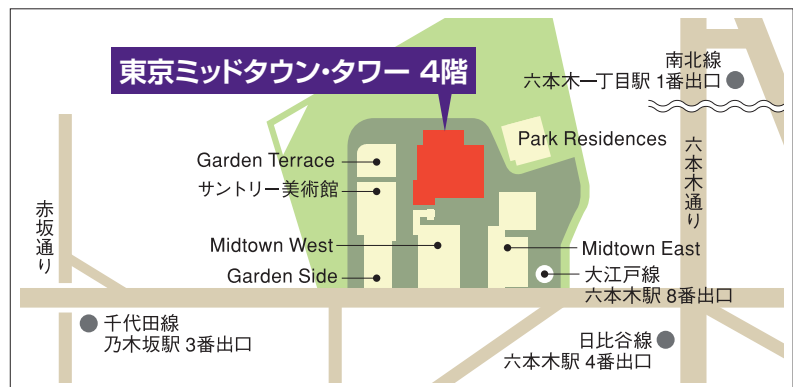 東京ミッドタウン・タワー 4階
南北線
六本木一丁目駅 1番出口
Park Residences
Garden Terrace
サントリー美術館
六本木通り
赤坂通り
Midtown West
Midtown East
Garden Side
大江戸線
六本木駅 8番出口
千代田線
乃木坂駅 3番出口
日比谷線
六本木駅 4番出口